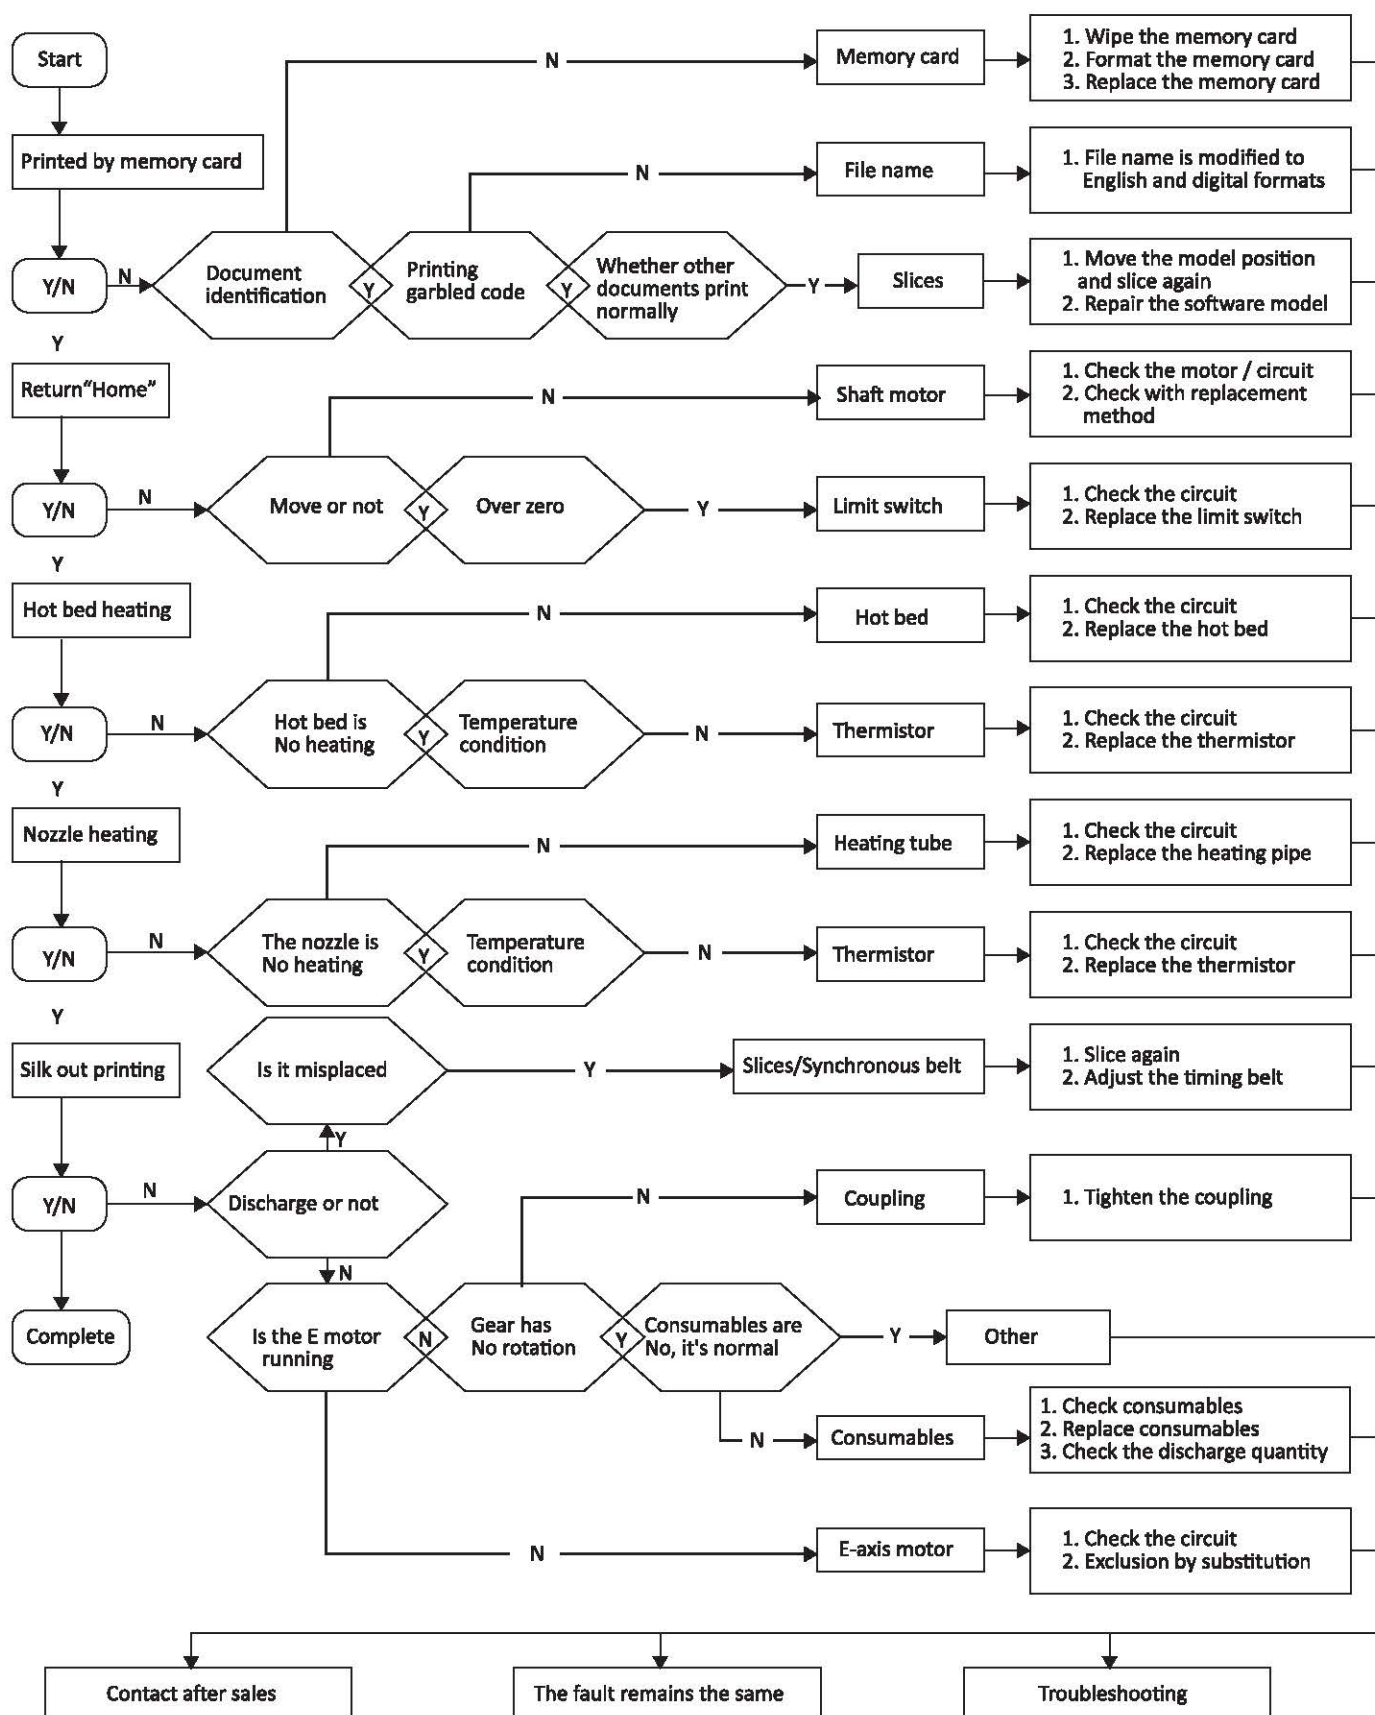 Start
N
Memory card
1. Wipe the memory card
2. Format the memory card
3. Replace the memory card
Printed by memory card
N
File name
1. File name is modified to
English and digital formats
Y/N
N
Document
identification
Y
Printing
garbled code
Y
Whether other
documents print
normally
Y
Slices
1. Move the model position
and slice again
2. Repair the software model
Y
Return“Home”
N
Shaft motor
1. Check the motor / circuit
2. Check with replacement
method
Y/N
N
Move or not
Y
Over zero
Y
Limit switch
1. Check the circuit
2. Replace the limit switch
Y
Hot bed heating
N
Hot bed
1. Check the circuit
2. Replace the hot bed
Y/N
N
Hot bed is
No heating
Y
Temperature
condition
N
Thermistor
1. Check the circuit
2. Replace the thermistor
Y
Nozzle heating
N
Heating tube
1. Check the circuit
2. Replace the heating pipe
Y/N
N
The nozzle is
No heating
Y
Temperature
condition
N
Thermistor
1. Check the circuit
2. Replace the thermistor
Y
Silk out printing
Is it misplaced
Y
Slices/Synchronous belt
1. Slice again
2. Adjust the timing belt
Y
Y/N
N
Discharge or not
N
Coupling
1. Tighten the coupling
N
Complete
Is the E motor
running
N
Gear has
No rotation
Y
Consumables are
No, it's normal
Y
Other
N
Consumables
1. Check consumables
2. Replace consumables
3. Check the discharge quantity
N
E-axis motor
1. Check the circuit
2. Exclusion by substitution
Contact after sales
The fault remains the same
Troubleshooting